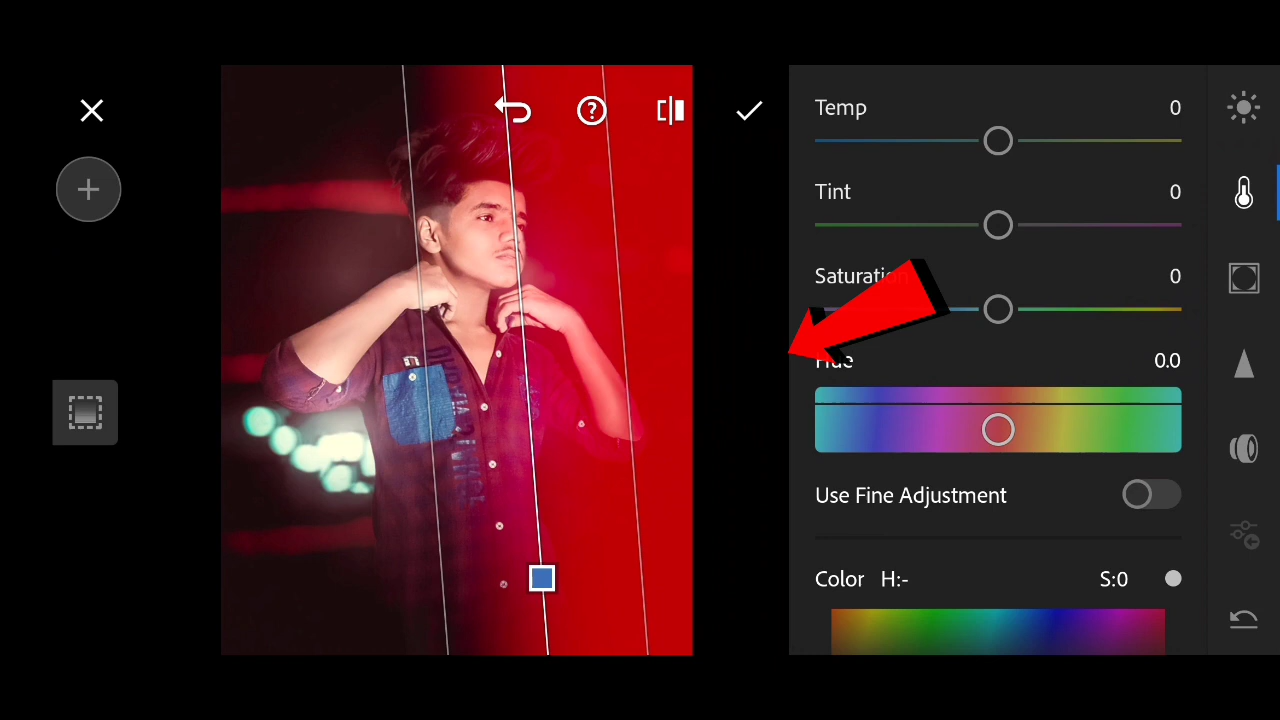 Temp 0
Tint 0
Saturation 0
Hue 0.0
Use Fine Adjustment
Color H:- S:0